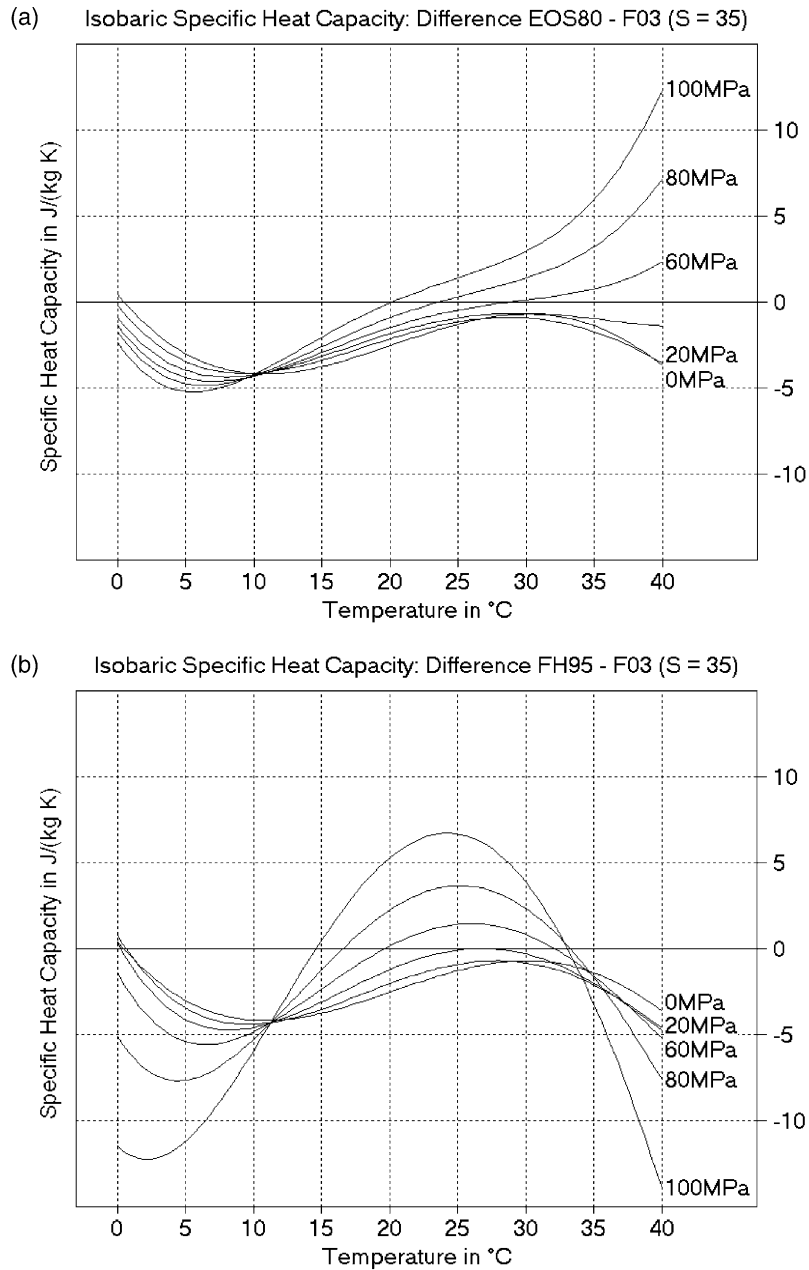 (a) Isobaric Specific Heat Capacity: Difference EOS80 - F03 (S = 35)
Specific Heat Capacity in J/(kg K)
100MPa
80MPa
60MPa
20MPa
0MPa
10
5
0
-5
-10
0 5 10 15 20 25 30 35 40
Temperature in °C
(b) Isobaric Specific Heat Capacity: Difference FH95 - F03 (S = 35)
Specific Heat Capacity in J/(kg K)
10
5
0
-5
-10
0MPa
20MPa
60MPa
80MPa
100MPa
0 5 10 15 20 25 30 35 40
Temperature in °C